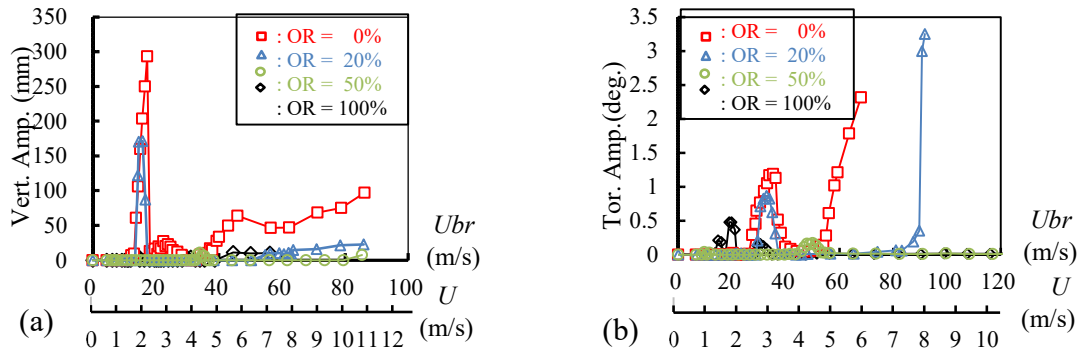 350
300
250
200
150
100
50
0
Vert. Amp. (mm)
: OR = 0%
: OR = 20%
: OR = 50%
: OR = 100%
Ubr
(m/s)
0 20 40 60 80 100
U
(m/s)
0 1 2 3 4 5 6 7 8 9 10 11 12
(a)
3.5
3
2.5
2
1.5
1
0.5
0
Tor. Amp.(deg.)
: OR = 0%
: OR = 20%
: OR = 50%
: OR = 100%
Ubr
(m/s)
0 20 40 60 80 100 120
U
(m/s)
0 1 2 3 4 5 6 7 8 9 10
(b)